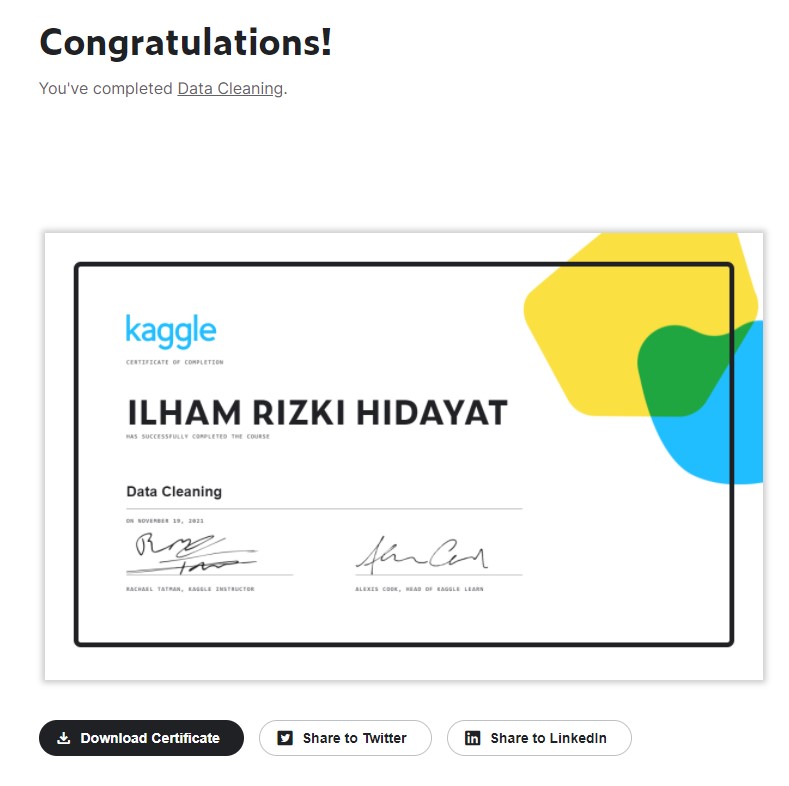 Congratulations!
You've completed Data Cleaning.
kaggle
CERTIFICATE OF COMPLETION
ILHAM RIZKI HIDAYAT
HAS SUCCESSFULLY COMPLETED THE COURSE
Data Cleaning
ON NOVEMBER 19, 2021
RACHAEL TATMAN, KAGGLE INSTRUCTOR
ALEXIS COOK, HEAD OF KAGGLE LEARN
Download Certificate
Share to Twitter
Share to LinkedIn